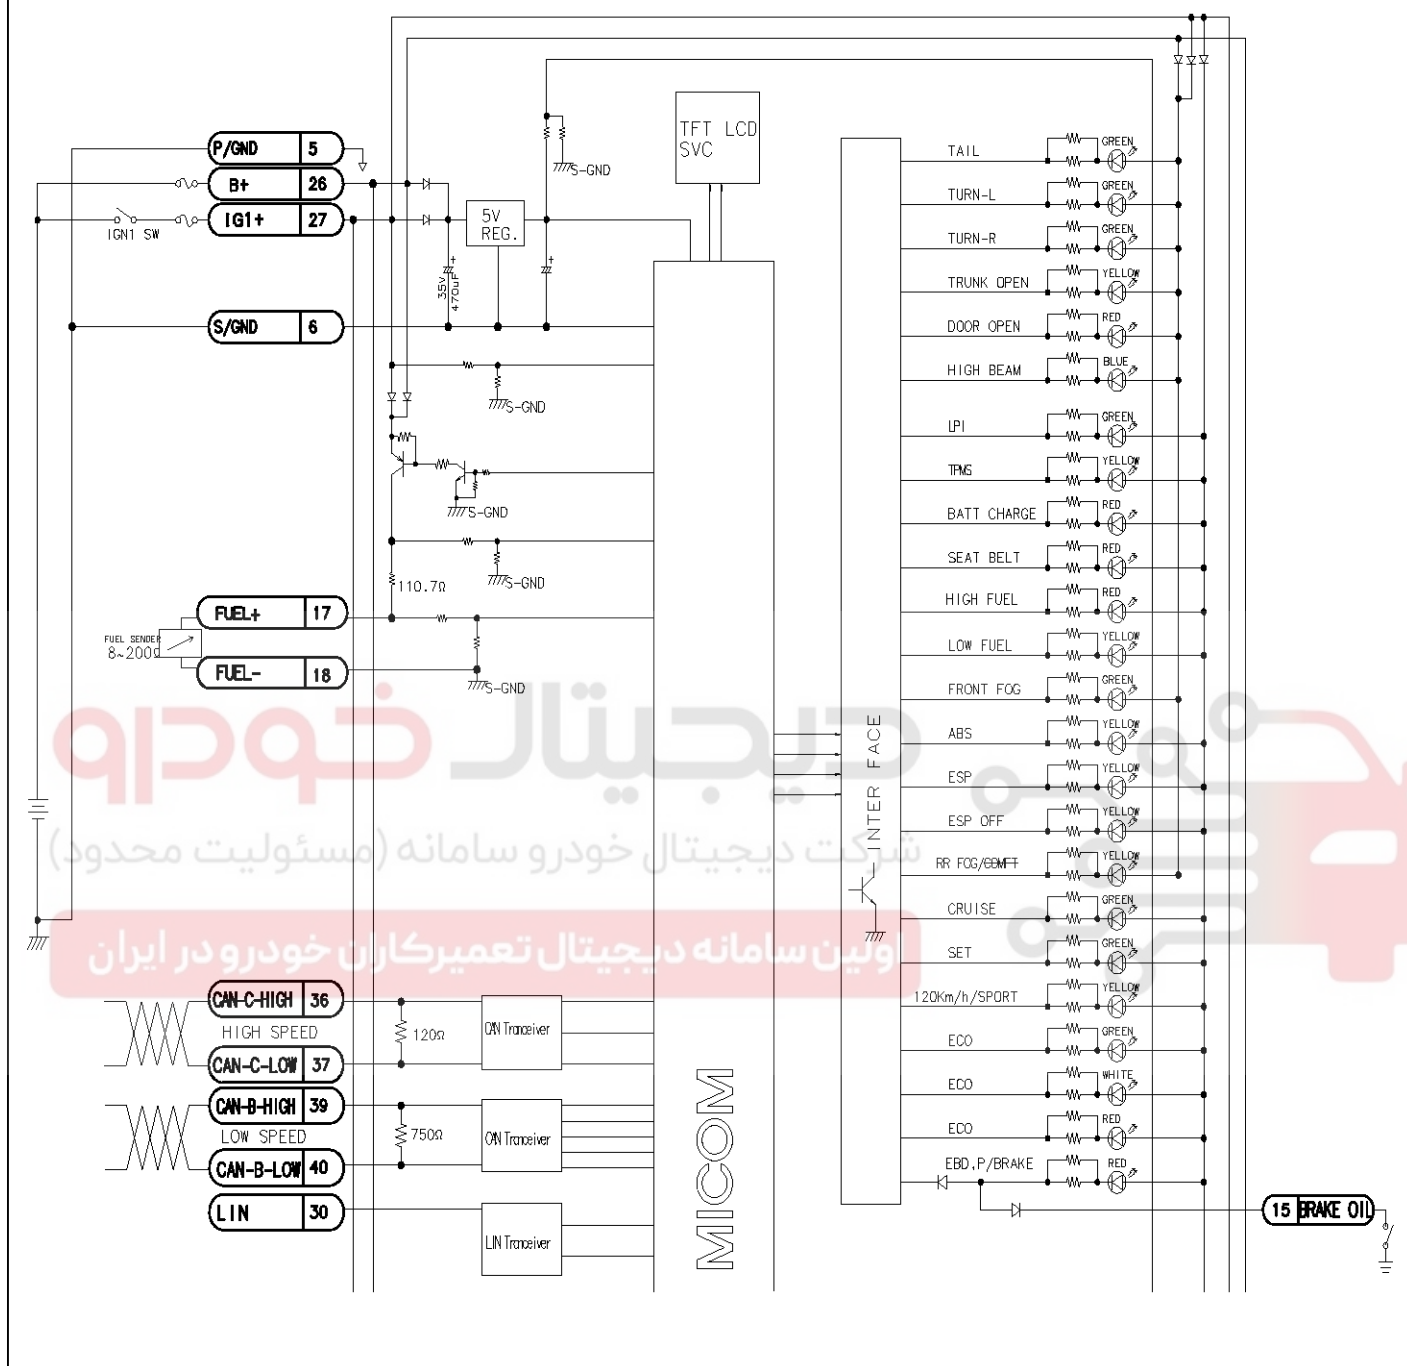 TFT LCD
SVC
P/GND 5
B+ 26
IG1+ 27
IGN1 SW
5V
REG.
S-GND
35V
470uF
S/GND 6
S-GND
S-GND
S-GND
110.7Ω
FUEL+ 17
FUEL SENDER
8~200Ω
FUEL- 18
S-GND
TAIL GREEN
TURN-L GREEN
TURN-R GREEN
TRUNK OPEN YELLOW
DOOR OPEN RED
HIGH BEAM BLUE
LPI GREEN
TPMS YELLOW
BATT CHARGE RED
SEAT BELT RED
HIGH FUEL RED
LOW FUEL YELLOW
FRONT FOG GREEN
ABS YELLOW
ESP YELLOW
ESP OFF YELLOW
RR FOG/COMFT YELLOW
CRUISE GREEN
SET GREEN
120Km/h/SPORT YELLOW
ECO GREEN
ECO WHITE
ECO RED
EBD,P/BRAKE RED
INTER FACE
دیجیتال خودرو
شرکت دیجیتال خودرو سامانه (مسئولیت محدود)
اولین سامانه دیجیتال تعمیرکاران خودرو در ایران
CAN-C-HIGH 36
HIGH SPEED
120Ω
CAN Tranceiver
CAN-C-LOW 37
CAN-B-HIGH 39
LOW SPEED
750Ω
CAN Tranceiver
CAN-B-LOW 40
LIN 30
LIN Tranceiver
MICOM
15 BRAKE OIL